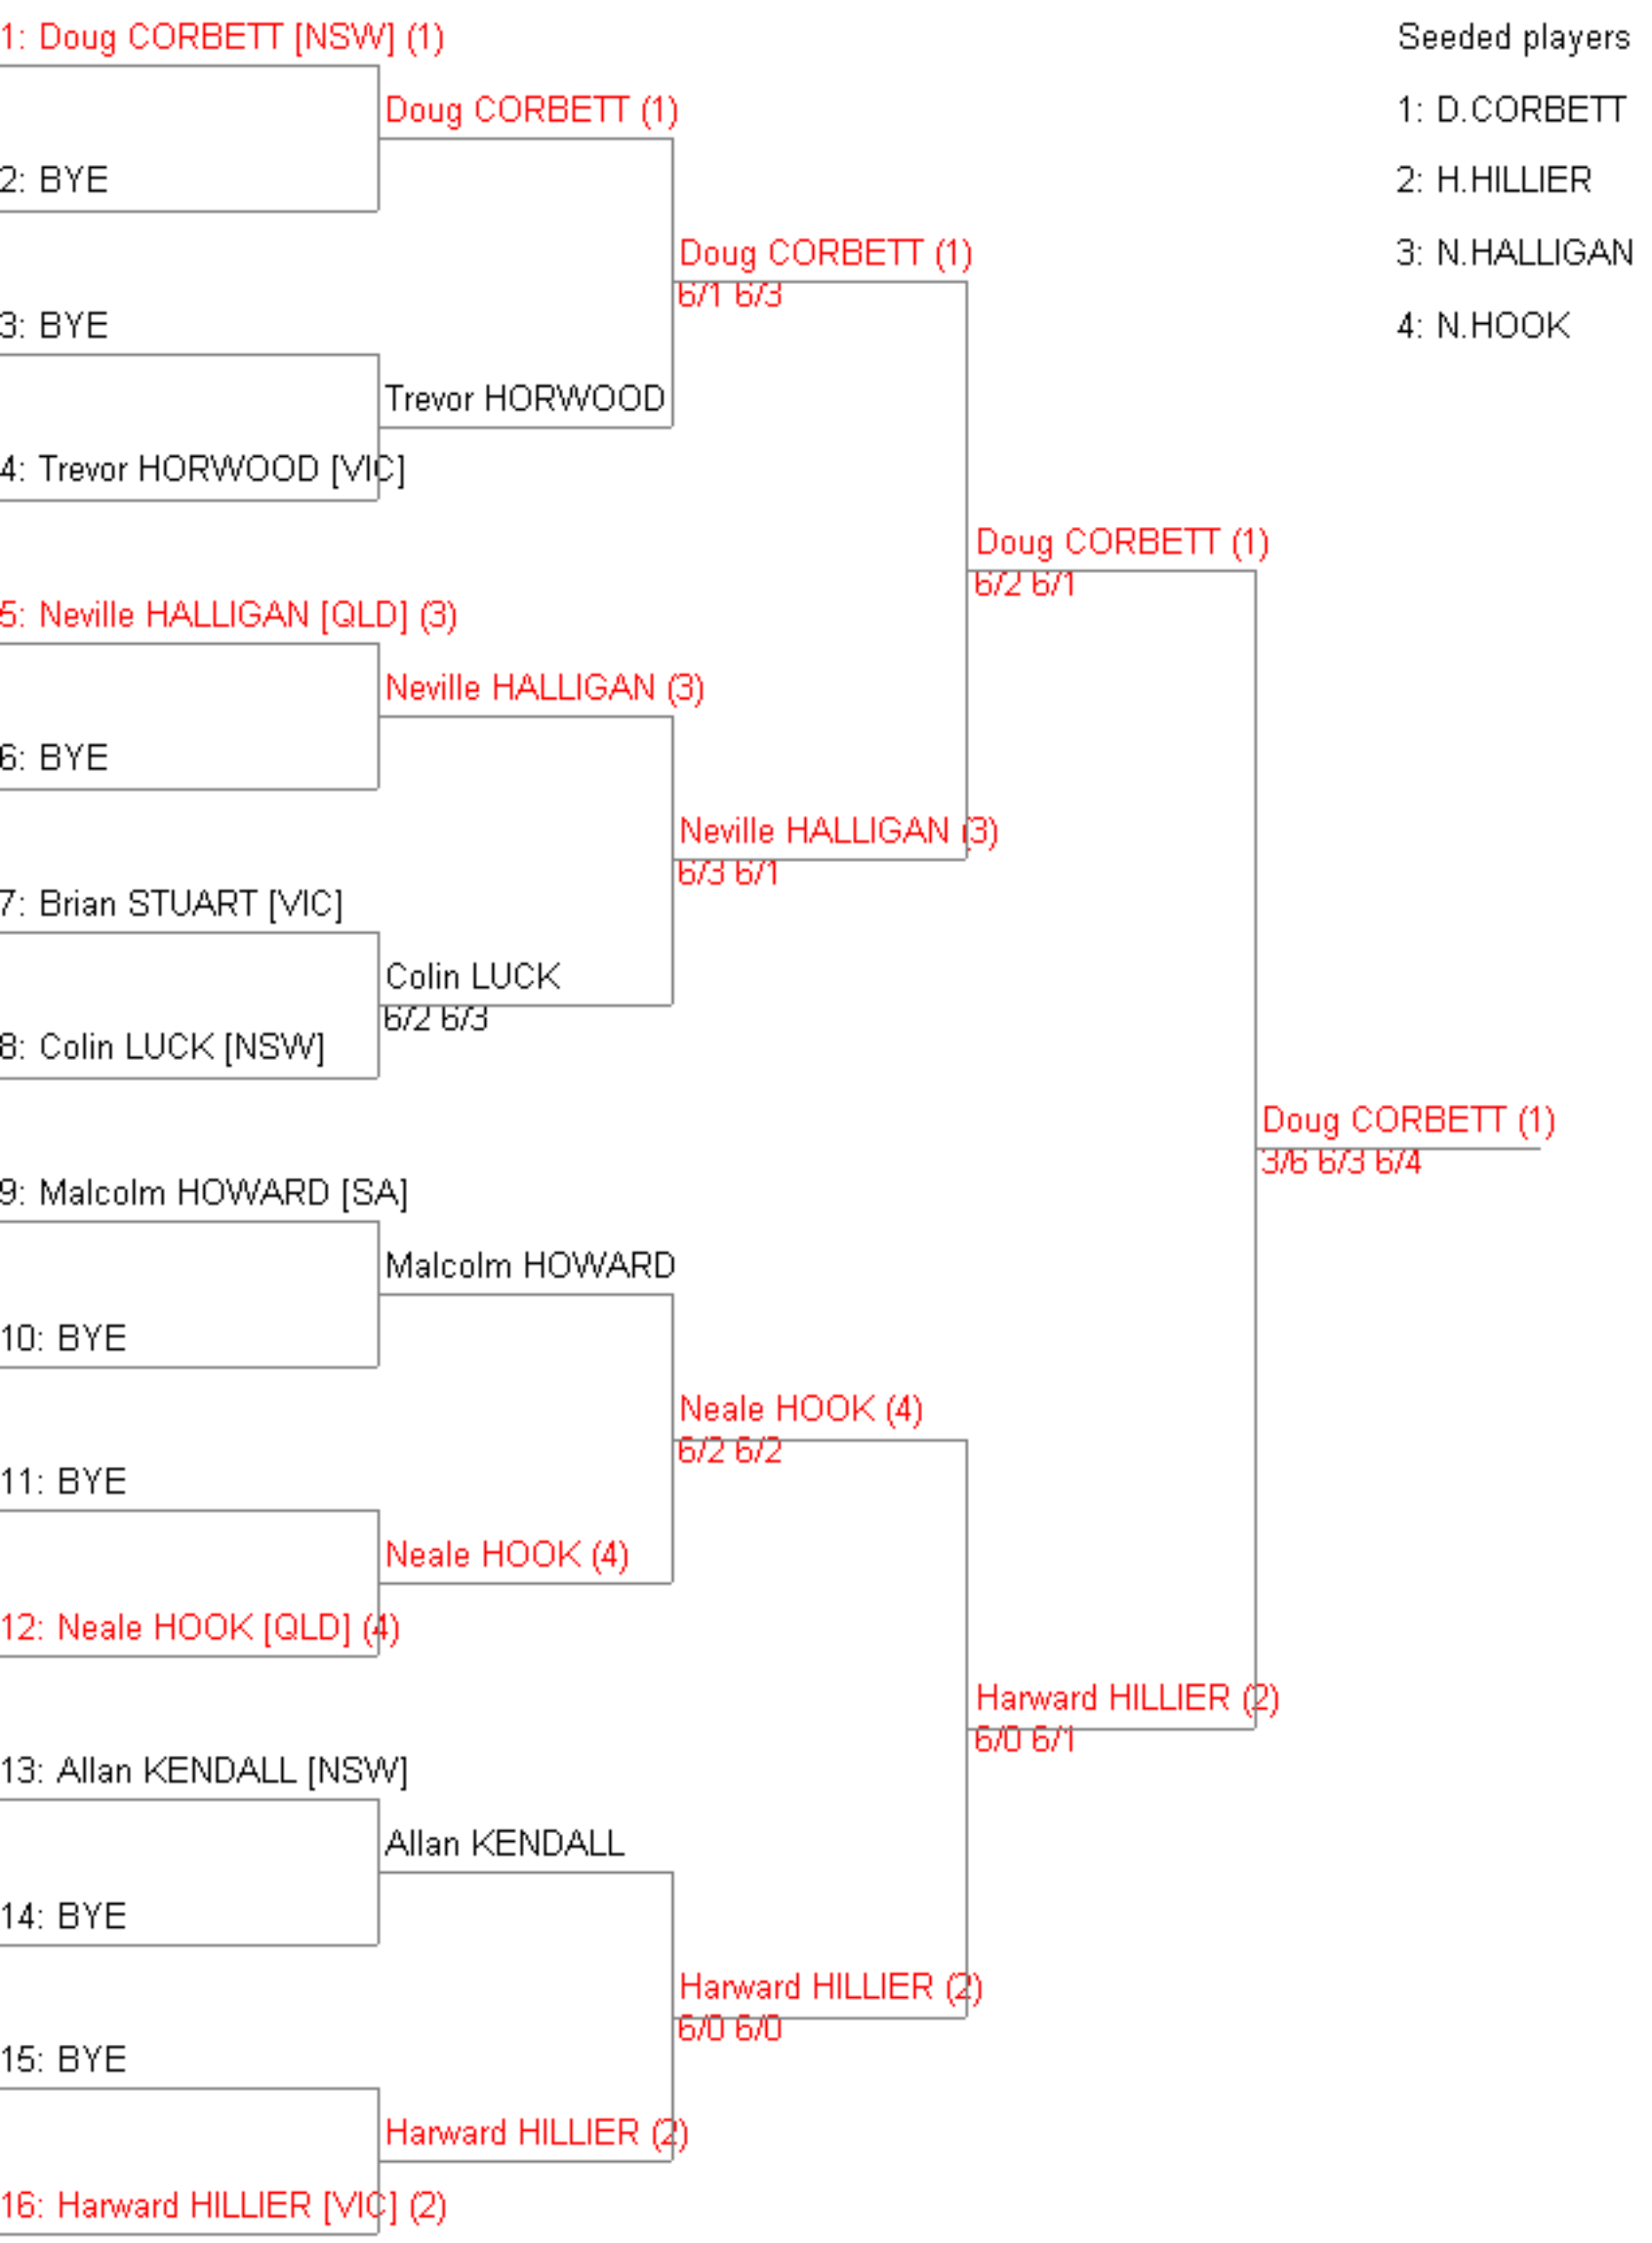 1: Doug CORBETT [NSW] (1)
Seeded players
Doug CORBETT (1)
1: D.CORBETT
2: BYE
2: H.HILLIER
Doug CORBETT (1)
6/1 6/3
3: N.HALLIGAN
3: BYE
4: N.HOOK
Trevor HORWOOD
4: Trevor HORWOOD [VIC]
Doug CORBETT (1)
6/2 6/1
5: Neville HALLIGAN [QLD] (3)
Neville HALLIGAN (3)
6: BYE
Neville HALLIGAN (3)
6/3 6/1
7: Brian STUART [VIC]
Colin LUCK
6/2 6/3
8: Colin LUCK [NSW]
Doug CORBETT (1)
3/6 6/3 6/4
9: Malcolm HOWARD [SA]
Malcolm HOWARD
10: BYE
Neale HOOK (4)
6/2 6/2
11: BYE
Neale HOOK (4)
12: Neale HOOK [QLD] (4)
Harward HILLIER (2)
6/0 6/1
13: Allan KENDALL [NSW]
Allan KENDALL
14: BYE
Harward HILLIER (2)
6/0 6/0
15: BYE
Harward HILLIER (2)
16: Harward HILLIER [VIC] (2)